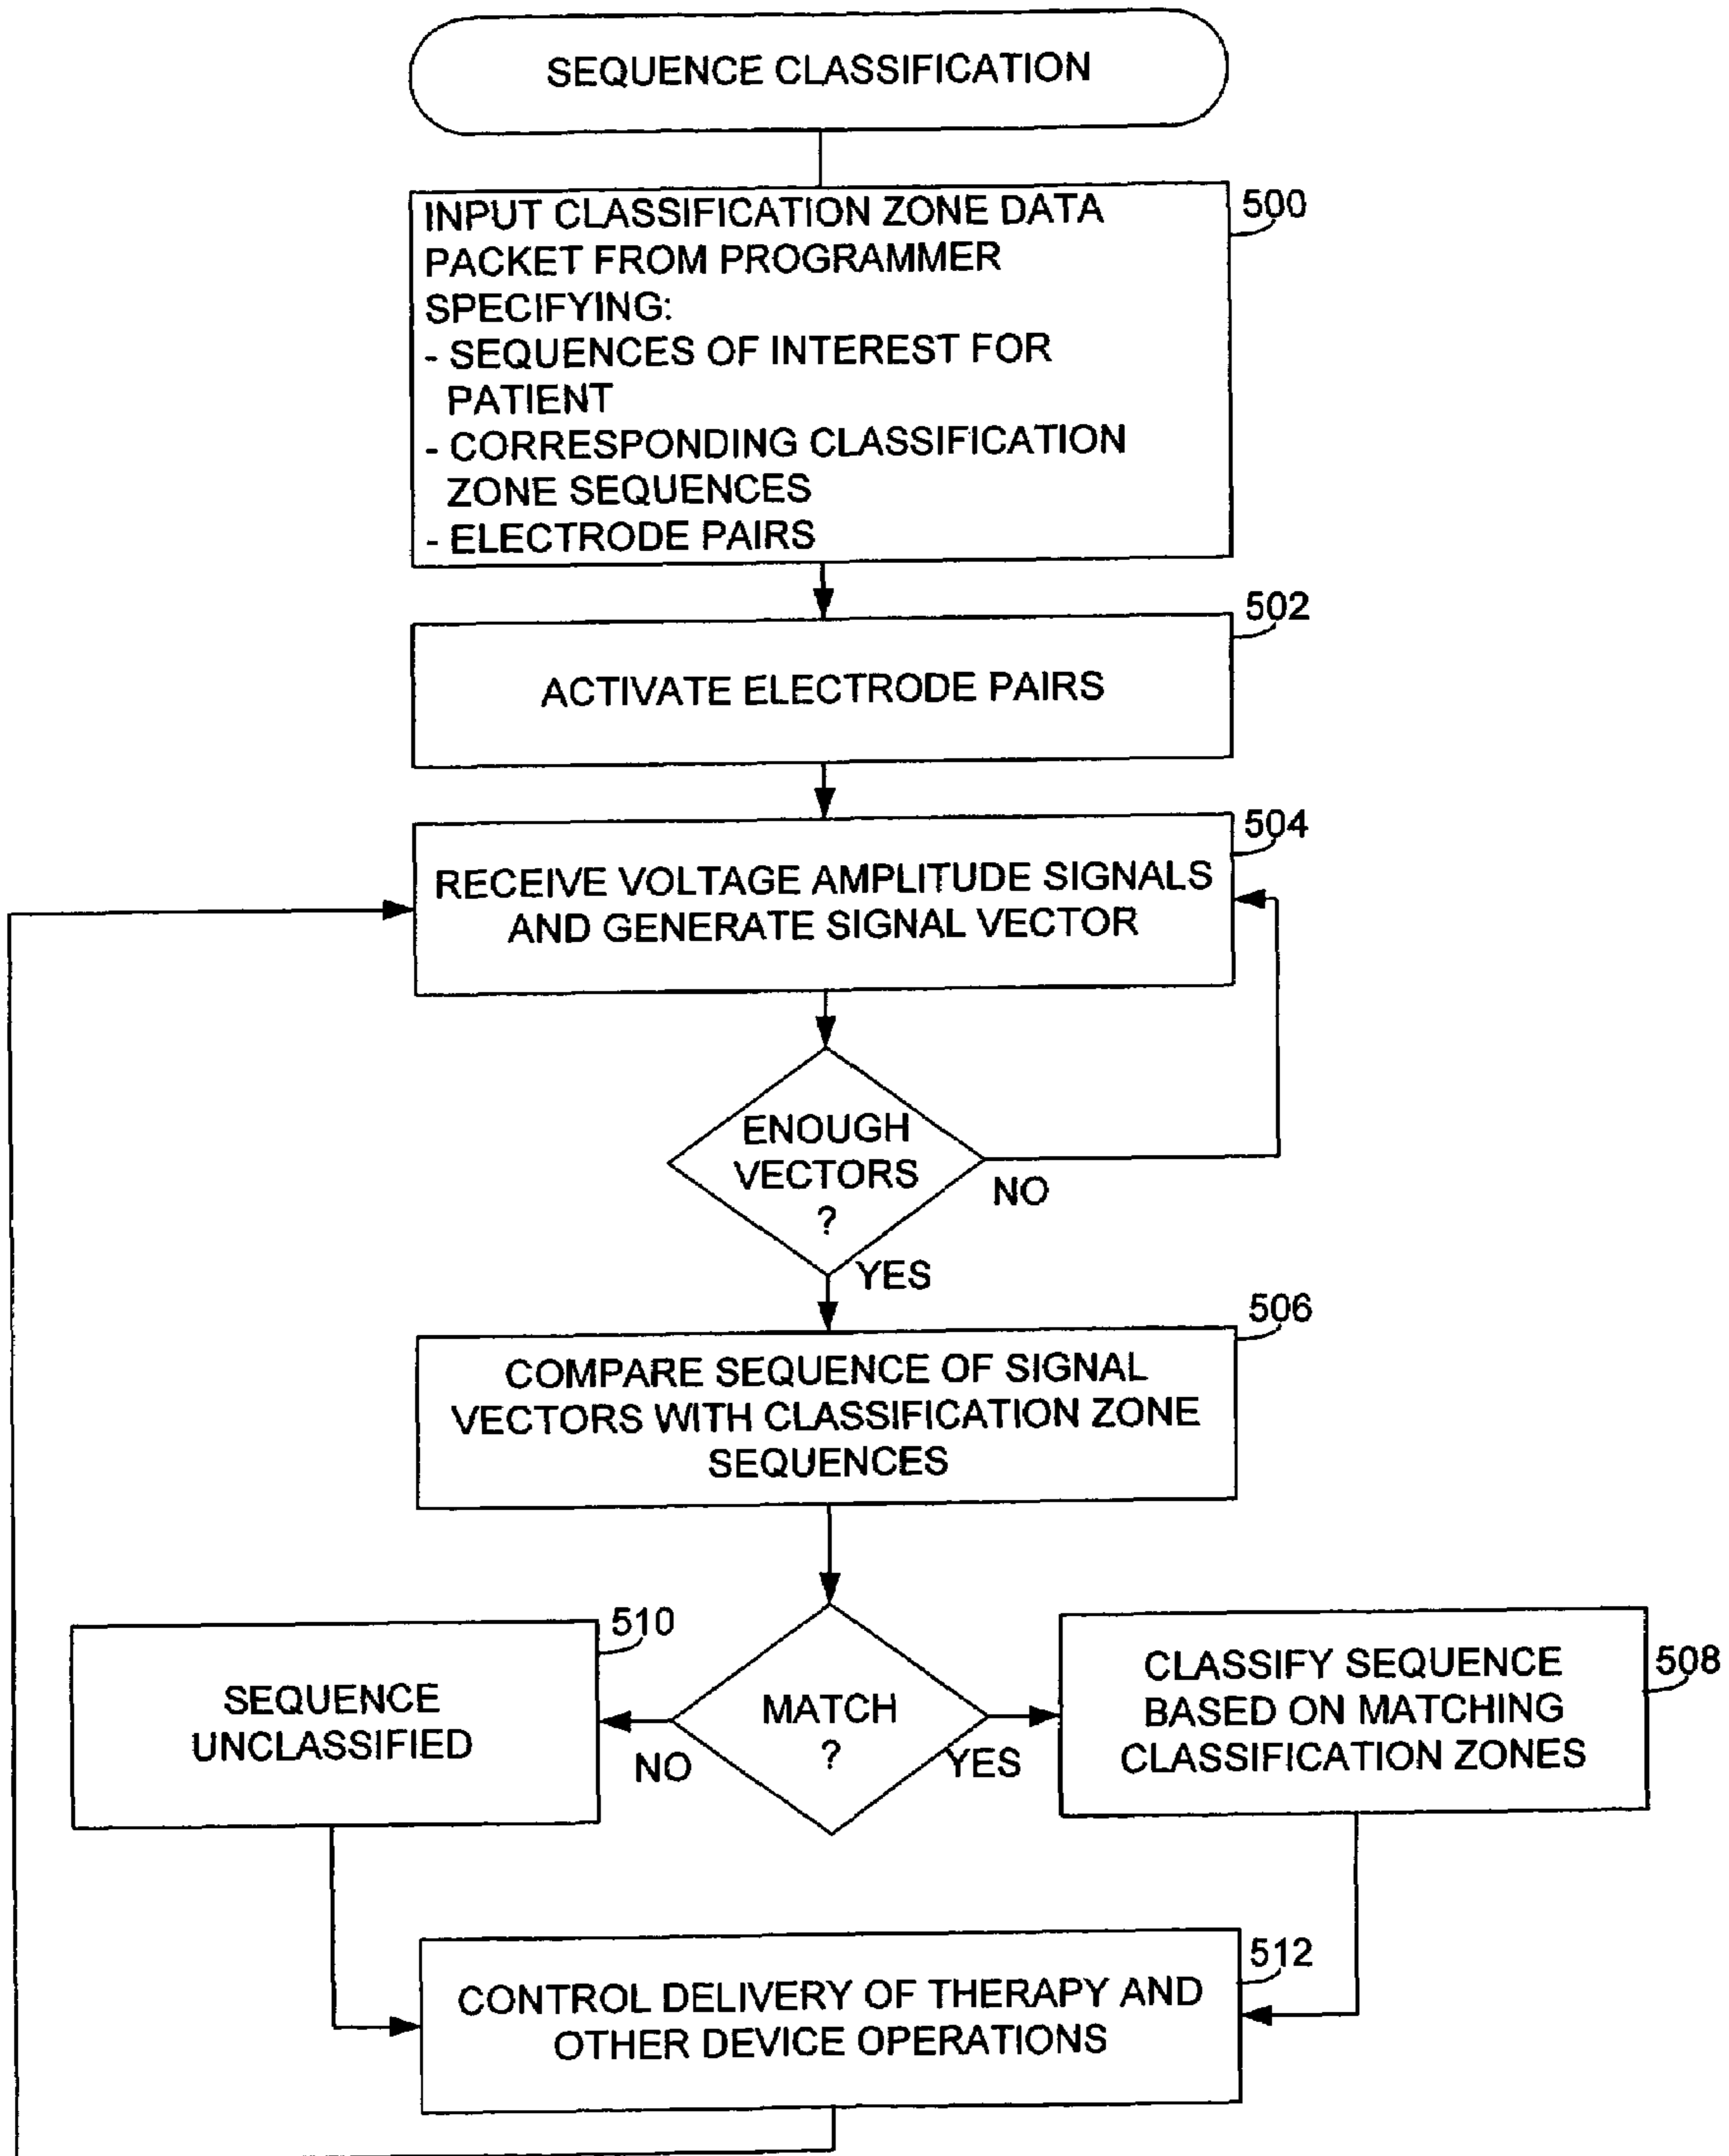 SEQUENCE CLASSIFICATION
500
INPUT CLASSIFICATION ZONE DATA
PACKET FROM PROGRAMMER
SPECIFYING:
- SEQUENCES OF INTEREST FOR
PATIENT
- CORRESPONDING CLASSIFICATION
ZONE SEQUENCES
- ELECTRODE PAIRS
502
ACTIVATE ELECTRODE PAIRS
504
RECEIVE VOLTAGE AMPLITUDE SIGNALS
AND GENERATE SIGNAL VECTOR
ENOUGH
VECTORS
?
NO
YES
506
COMPARE SEQUENCE OF SIGNAL
VECTORS WITH CLASSIFICATION ZONE
SEQUENCES
510
SEQUENCE
UNCLASSIFIED
MATCH
?
NO
YES
508
CLASSIFY SEQUENCE
BASED ON MATCHING
CLASSIFICATION ZONES
512
CONTROL DELIVERY OF THERAPY AND
OTHER DEVICE OPERATIONS